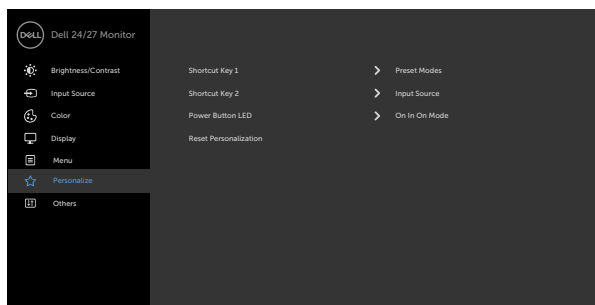 DELL Dell 24/27 Monitor
Brightness/Contrast Shortcut Key 1 Preset Modes
Input Source Shortcut Key 2 Input Source
Color Power Button LED On In On Mode
Display Reset Personalization
Menu
Personalize
Others